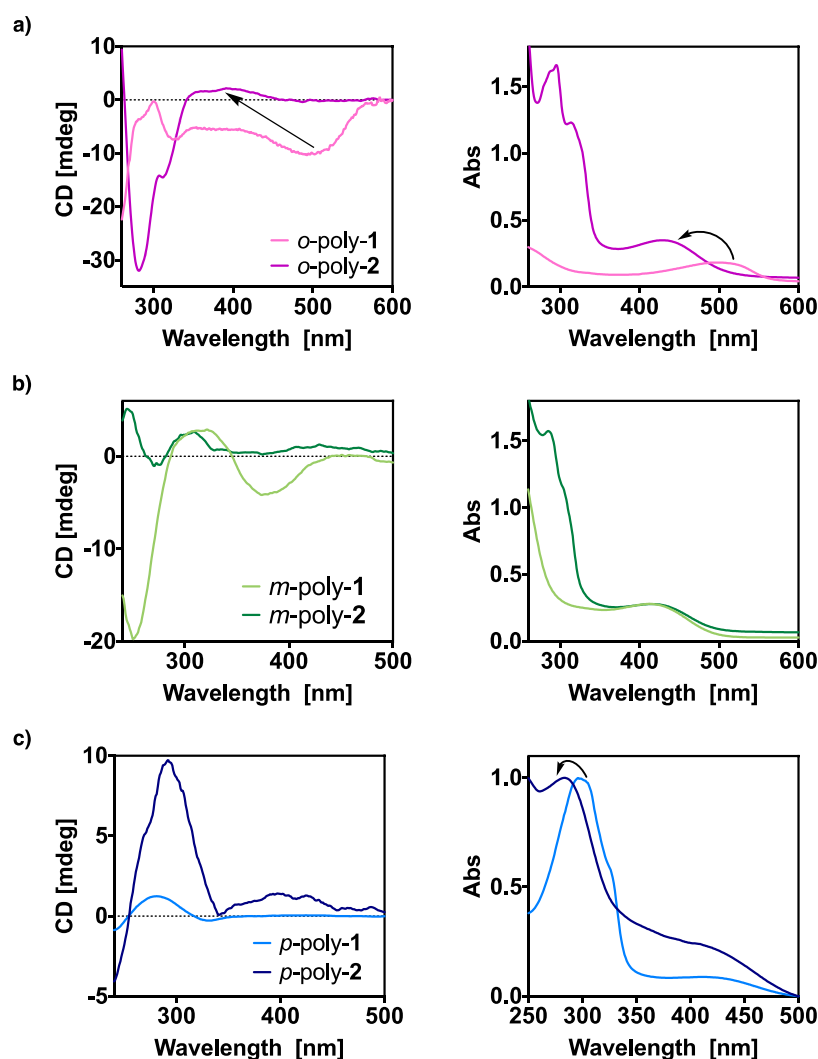 a)
10
0
-10
-20
-30
CD [mdeg]
300 400 500 600
Wavelength [nm]
o-poly-1
o-poly-2
1.5
1.0
0.5
0.0
Abs
300 400 500 600
Wavelength [nm]
b)
0
-10
-20
CD [mdeg]
300 400 500
Wavelength [nm]
m-poly-1
m-poly-2
1.5
1.0
0.5
0.0
Abs
300 400 500 600
Wavelength [nm]
c)
10
5
0
-5
CD [mdeg]
300 400 500
Wavelength [nm]
p-poly-1
p-poly-2
1.0
0.5
0.0
Abs
250 300 350 400 450 500
Wavelength [nm]